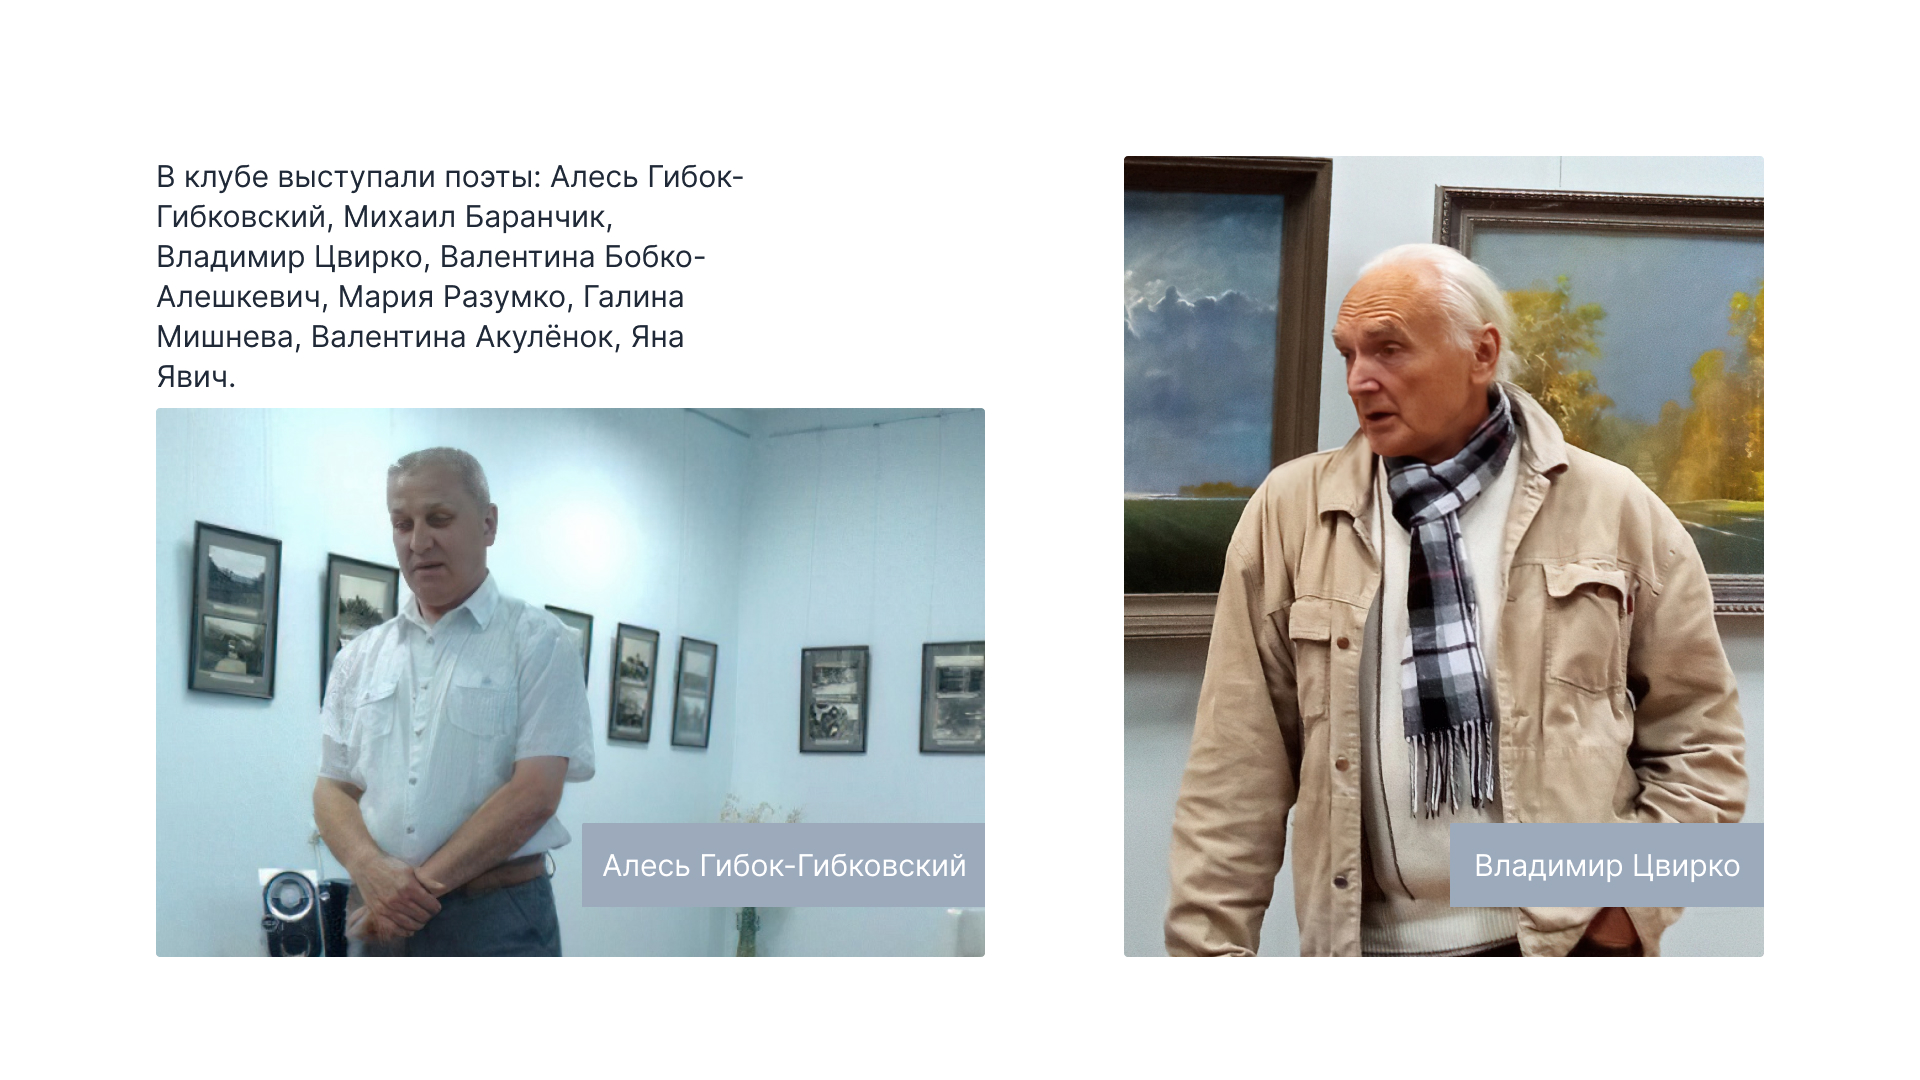 В клубе выступали поэты: Алесь Гибок-
Гибковский, Михаил Баранчик,
Владимир Цвирко, Валентина Бобко-
Алешкевич, Мария Разумко, Галина
Мишнева, Валентина Акулёнок, Яна
Явич.
Алесь Гибок-Гибковский
Владимир Цвирко